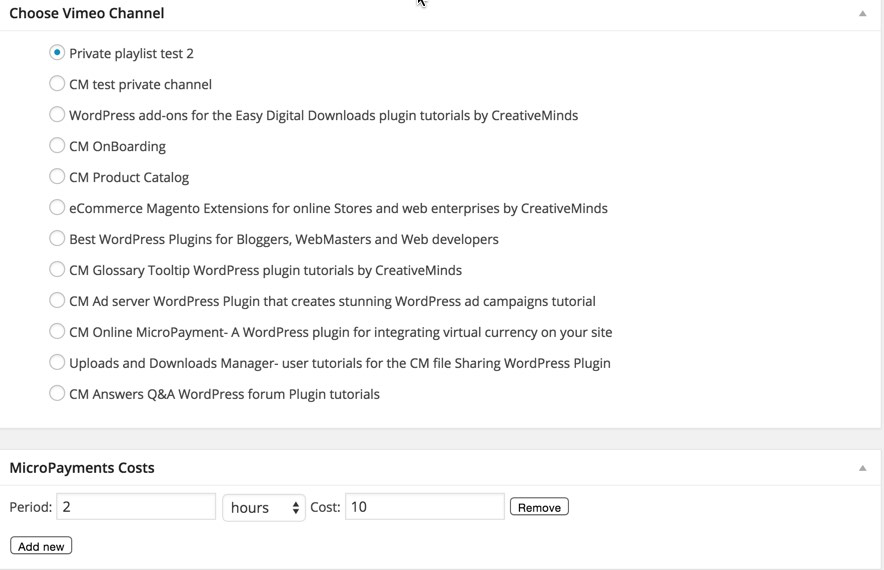 Choose Vimeo Channel
Private playlist test 2
CM test private channel
WordPress add-ons for the Easy Digital Downloads plugin tutorials by CreativeMinds
CM OnBoarding
CM Product Catalog
eCommerce Magento Extensions for online Stores and web enterprises by CreativeMinds
Best WordPress Plugins for Bloggers, WebMasters and Web developers
CM Glossary Tooltip WordPress plugin tutorials by CreativeMinds
CM Ad server WordPress Plugin that creates stunning WordPress ad campaigns tutorial
CM Online MicroPayment- A WordPress plugin for integrating virtual currency on your site
Uploads and Downloads Manager- user tutorials for the CM file Sharing WordPress Plugin
CM Answers Q&A WordPress forum Plugin tutorials
MicroPayments Costs
Period: 2 hours Cost: 10 Remove
Add new